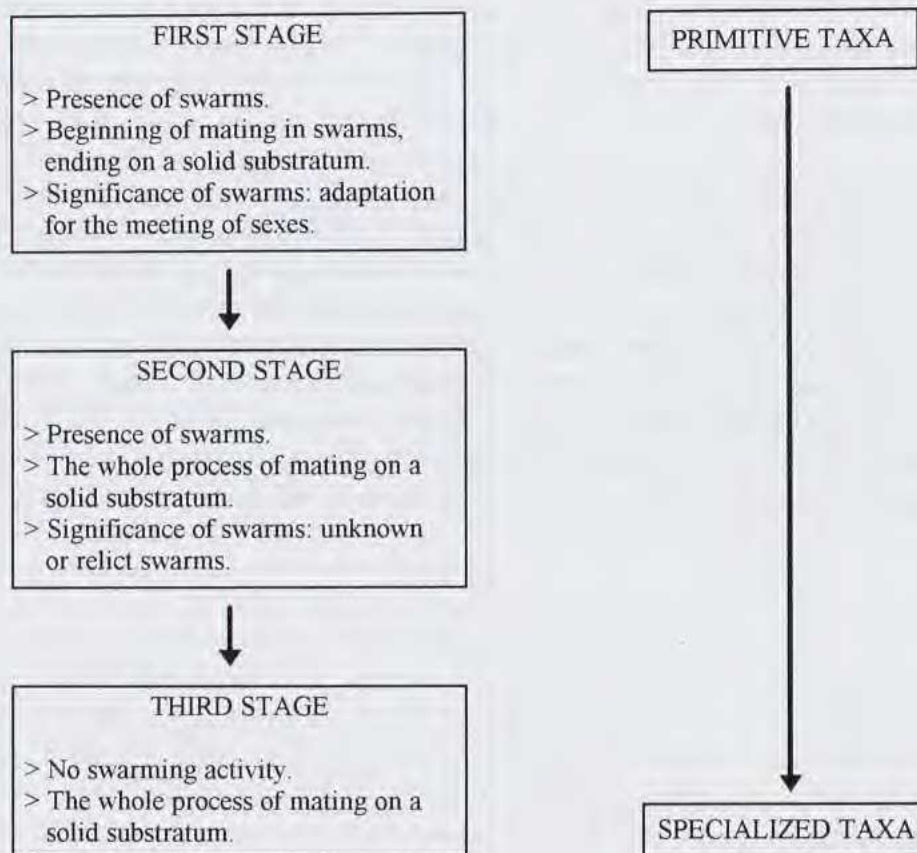 FIRST STAGE
> Presence of swarms.
> Beginning of mating in swarms,
ending on a solid substratum.
> Significance of swarms: adaptation
for the meeting of sexes.
SECOND STAGE
> Presence of swarms.
> The whole process of mating on a
solid substratum.
> Significance of swarms: unknown
or relict swarms.
THIRD STAGE
> No swarming activity.
> The whole process of mating on a
solid substratum.
PRIMITIVE TAXA
SPECIALIZED TAXA